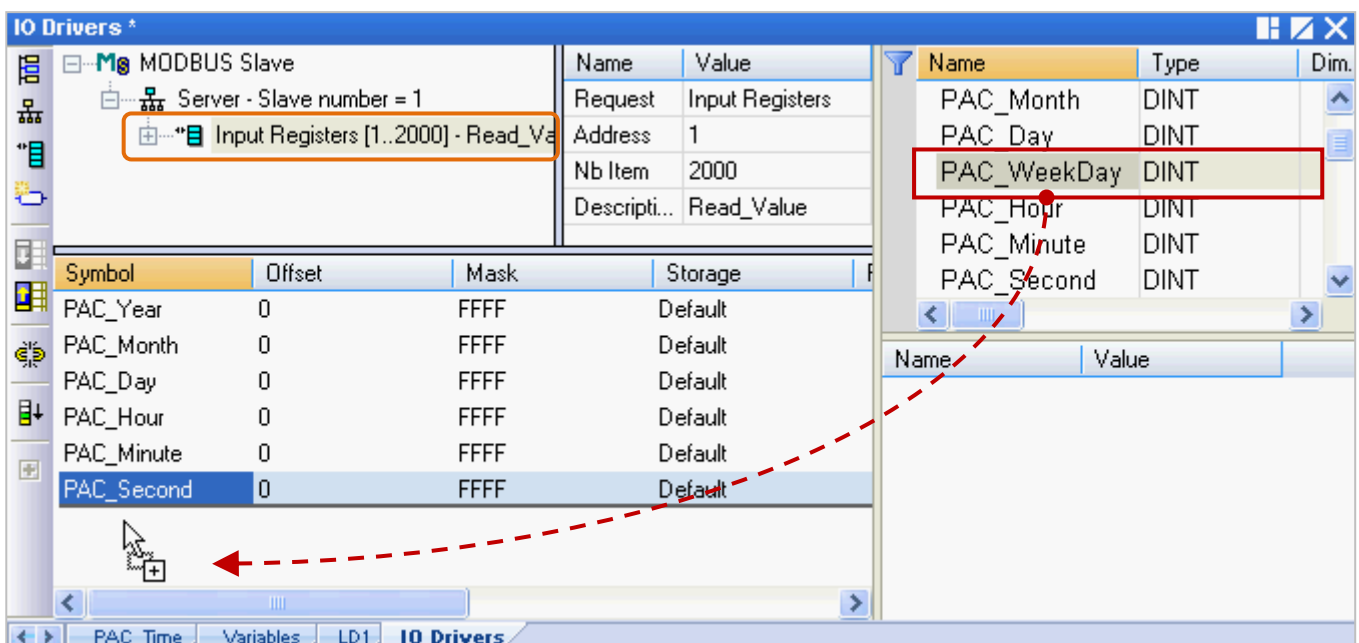 IO Drivers *
MODBUS Slave
Server - Slave number = 1
Input Registers [1..2000] - Read_Va
Name Value
Request Input Registers
Address 1
Nb Item 2000
Descripti... Read_Value
Name Type Dim.
PAC_Month DINT
PAC_Day DINT
PAC_WeekDay DINT
PAC_Hour DINT
PAC_Minute DINT
PAC_Second DINT
Symbol Offset Mask Storage
PAC_Year 0 FFFF Default
PAC_Month 0 FFFF Default
PAC_Day 0 FFFF Default
PAC_Hour 0 FFFF Default
PAC_Minute 0 FFFF Default
PAC_Second 0 FFFF Default
Name Value
PAC_Time Variables LD1 IO Drivers